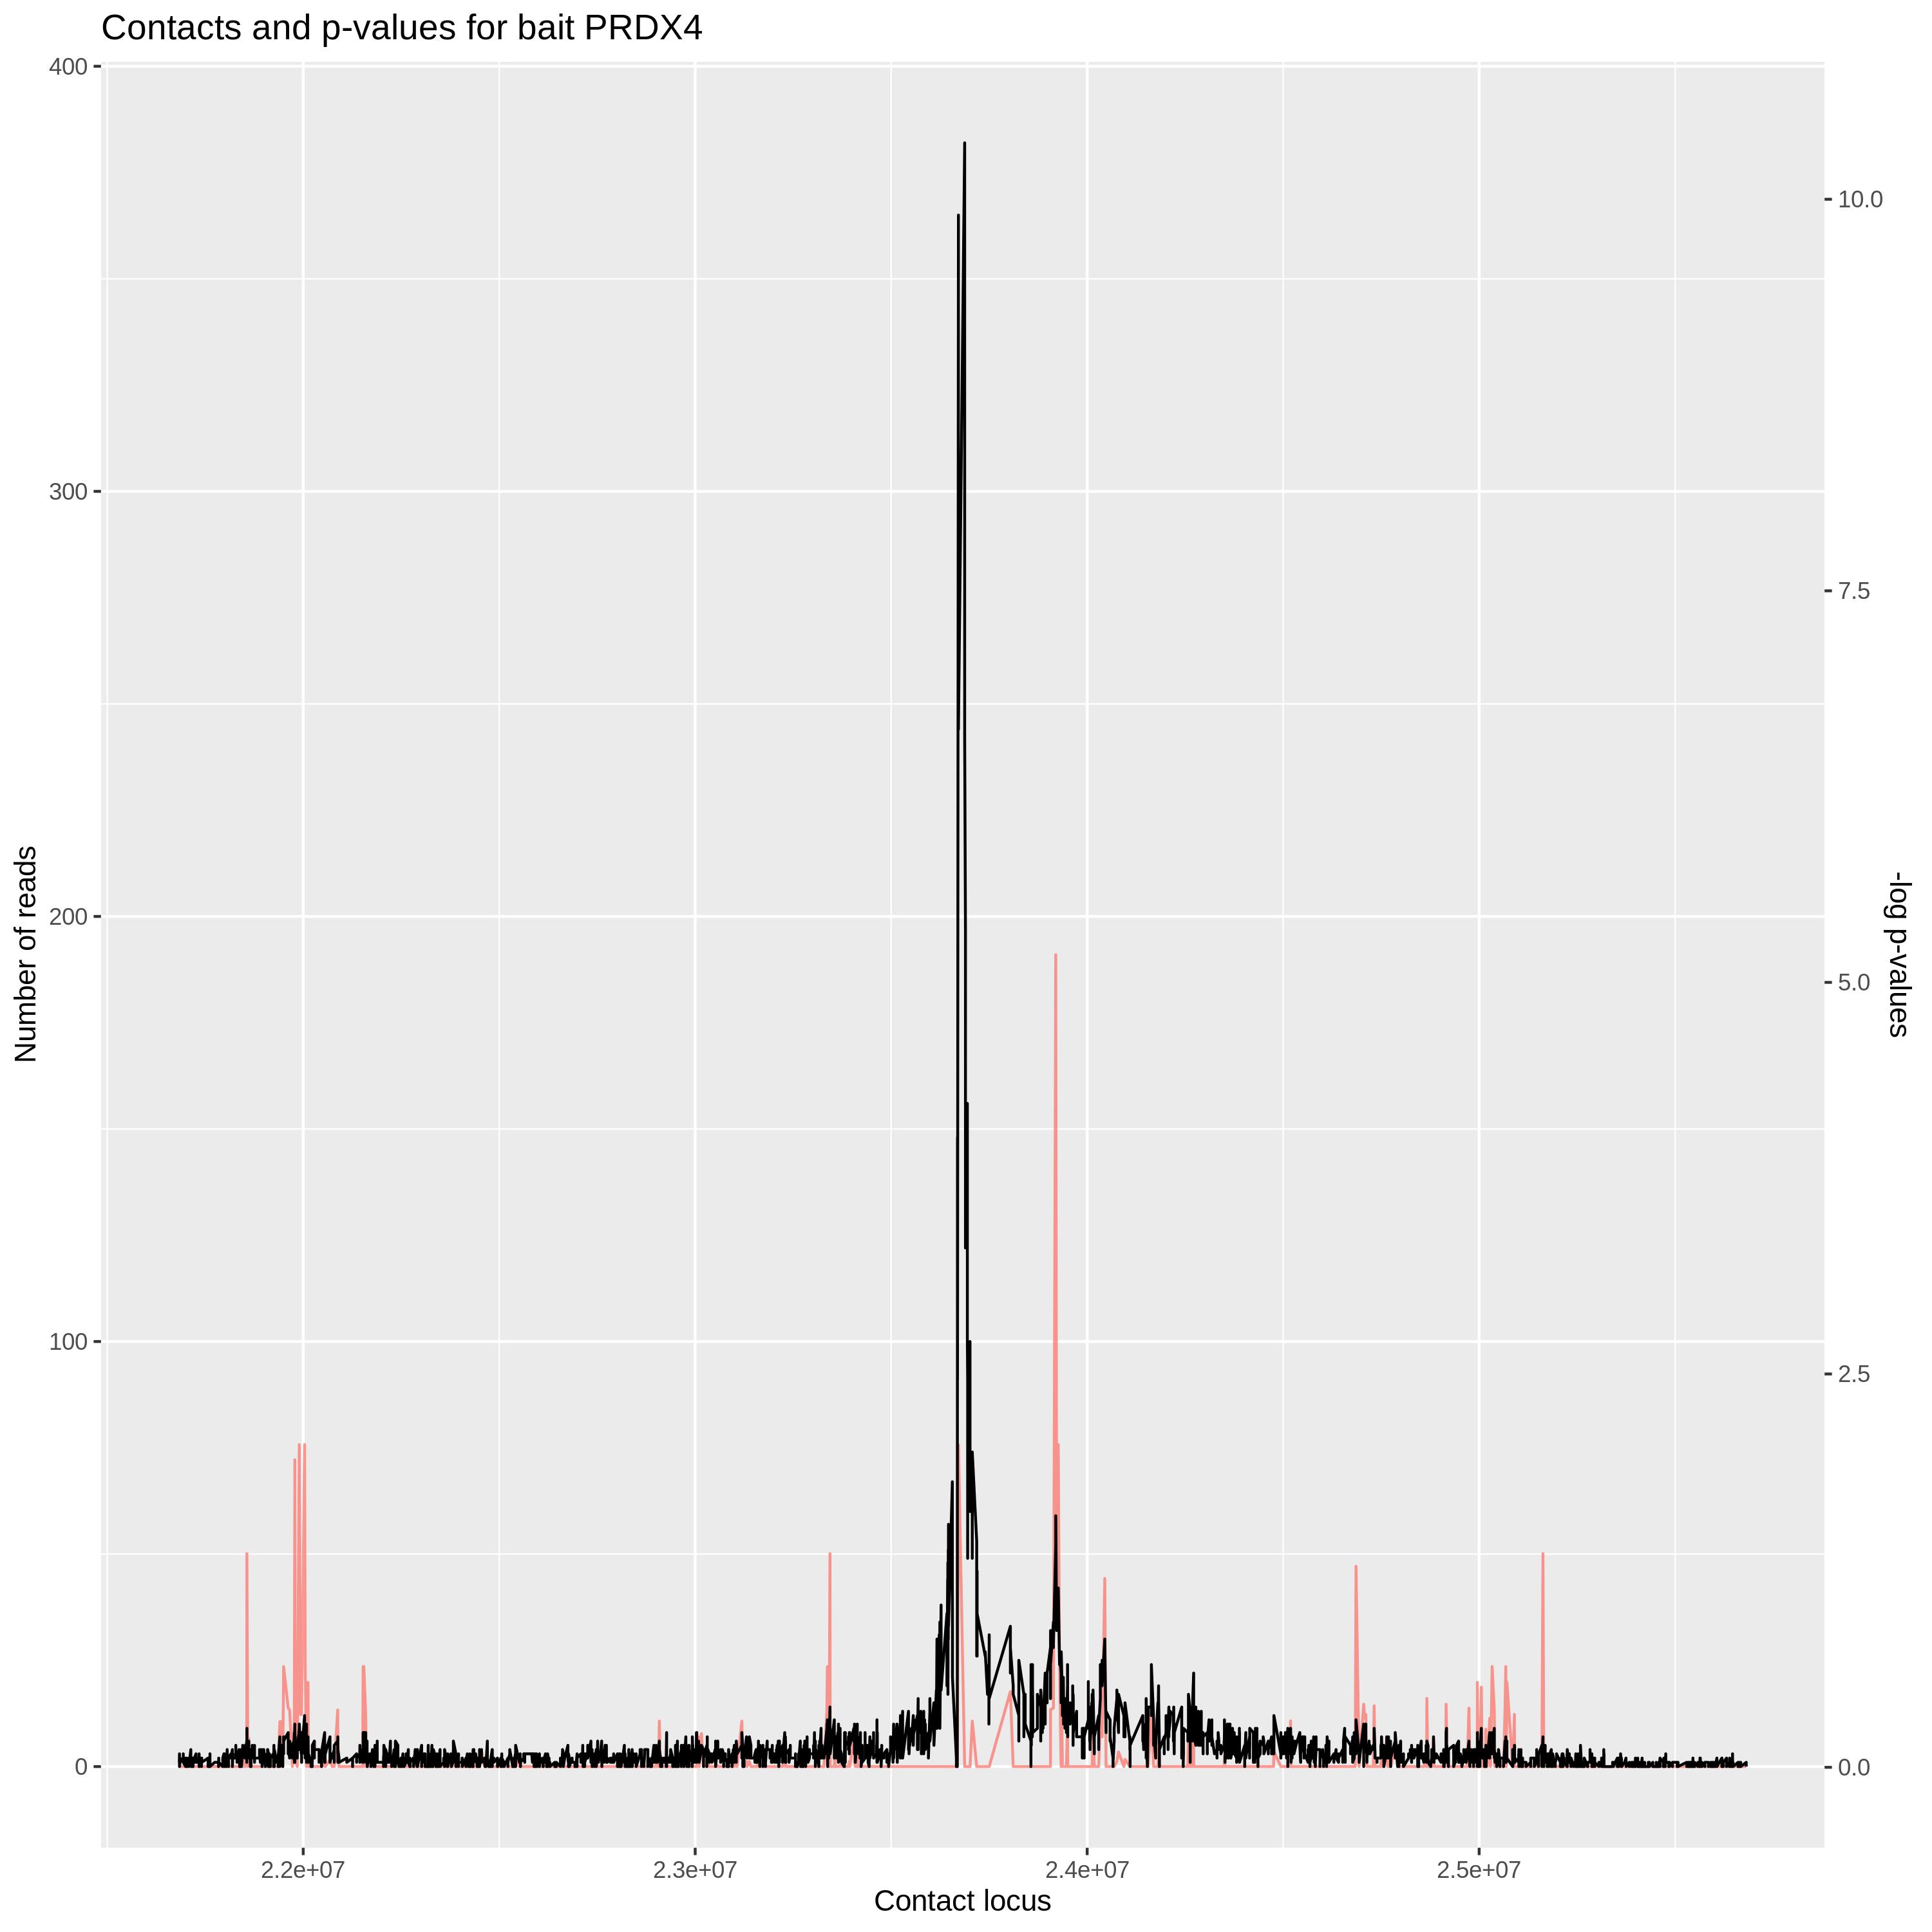 Contacts and p-values for bait PRDX4
400
300
200
100
0
Number of reads
10.0
7.5
5.0
2.5
0.0
-log p-values
2.2e+07
2.3e+07
2.4e+07
2.5e+07
Contact locus